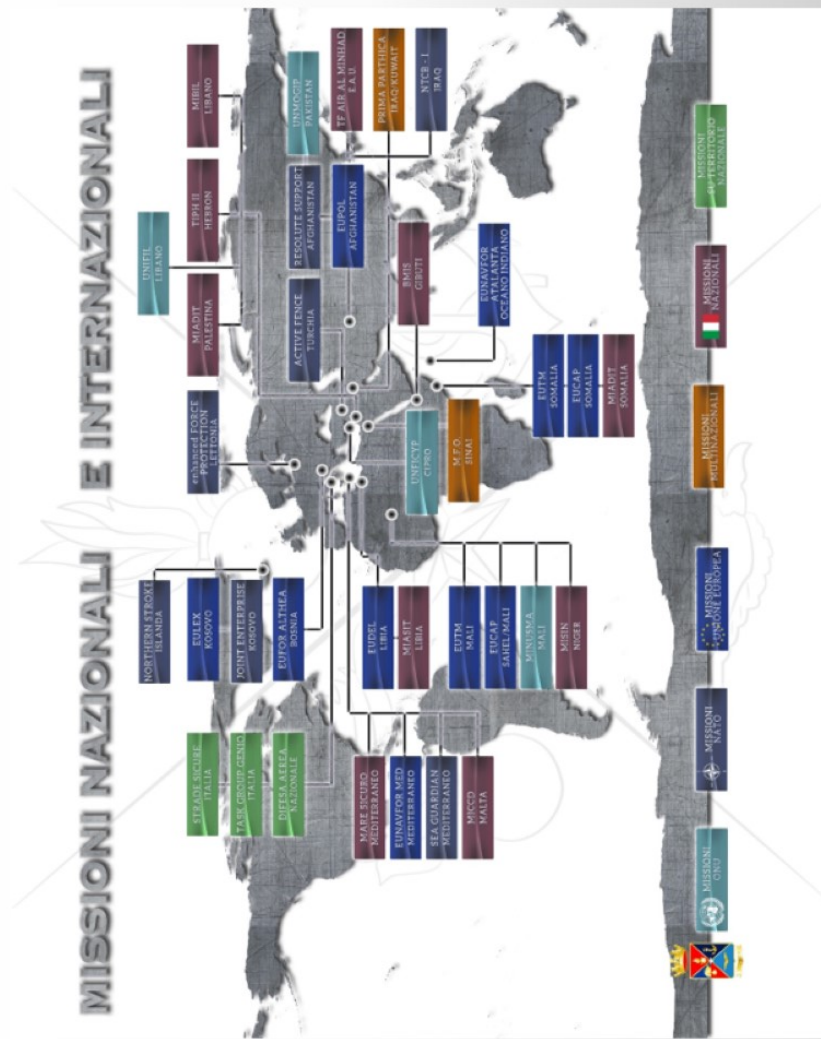 MISSIONI NAZIONALI E INTERNAZIONALI
NORTHERN STROKE
ISLANDA
UNIFIL
LIBANO
STRADE SICURE
ITALIA
EULEX
KOSOVO
enhanced FORCE
PROTECTION
LETTONIA
MIADIT
PALESTINA
TIPH II
HEBRON
MIBIL
LIBANO
TASK GROUP GENIO
ITALIA
JOINT ENTERPRISE
KOSOVO
DIFESA AEREA
NAZIONALE
EUFOR ALTHEA
BOSNIA
ACTIVE FENCE
TURCHIA
RESOLUTE SUPPORT
AFGHANISTAN
UNMOGIP
PAKISTAN
EUPOL
AFGHANISTAN
TF AIR AL MINHAD
E.A.U.
MARE SICURO
MEDITERRANEO
EUDEL
LIBIA
PRIMA PARTHICA
IRAQ/KUWAIT
EUNAVFOR MED
MEDITERRANEO
MIASIT
LIBIA
UNFICYP
CIPRO
BMIS
GIBUTI
NTCB - I
IRAQ
SEA GUARDIAN
MEDITERRANEO
EUTM
MALI
M.F.O.
SINAI
MICCD
MALTA
EUCAP
SAHEL/MALI
EUNAVFOR
ATALANTA
OCEANO INDIANO
MINUSMA
MALI
EUTM
SOMALIA
MISIN
NIGER
EUCAP
SOMALIA
MIADIT
SOMALIA
MISSIONI
ONU
MISSIONI
NATO
MISSIONI
UNIONE EUROPEA
MISSIONI
MULTINAZIONALI
MISSIONI
NAZIONALI
MISSIONI
SU TERRITORIO
NAZIONALE